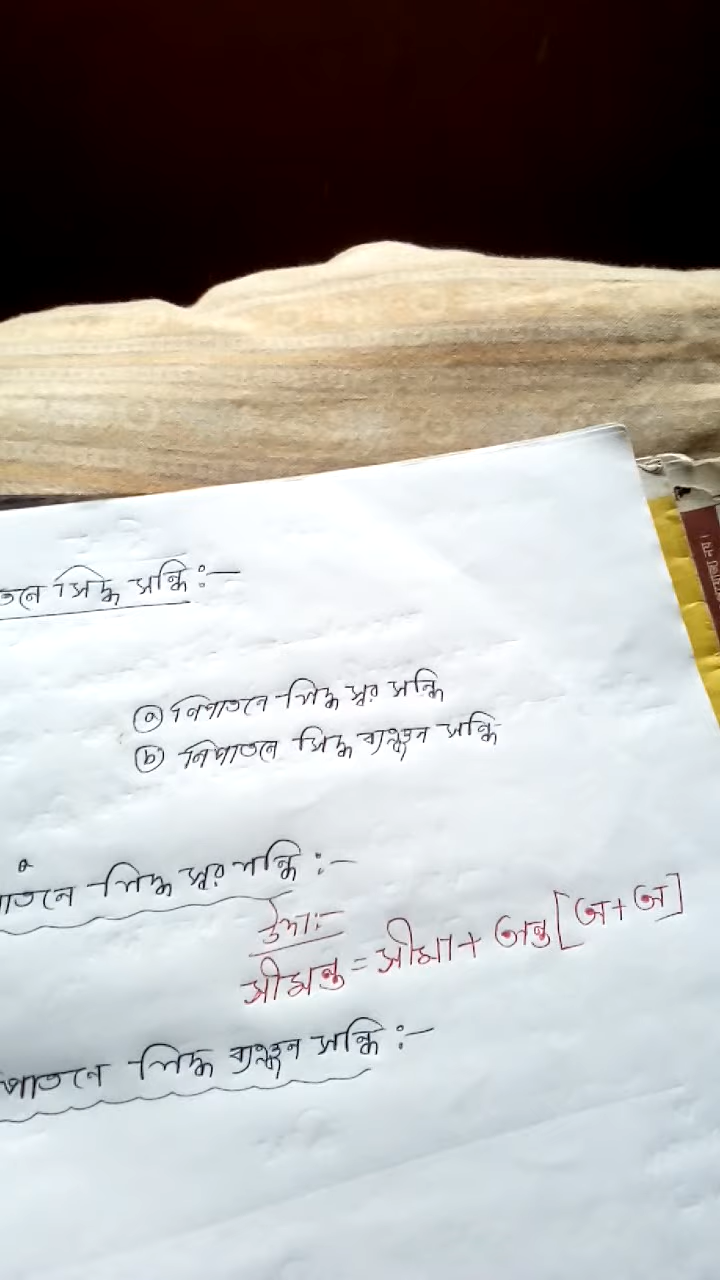 তনে সিদ্ধ সন্ধি :—
ⓐ নিপাতনে সিদ্ধ স্বর সন্ধি
ⓑ নিপাতনে সিদ্ধ ব্যঞ্জন সন্ধি
পাতনে সিদ্ধ স্বর সন্ধি :—
উদাঃ—
সীমন্ত = সীমা + অন্ত [অ + অ]
পাতনে সিদ্ধ ব্যঞ্জন সন্ধি :—